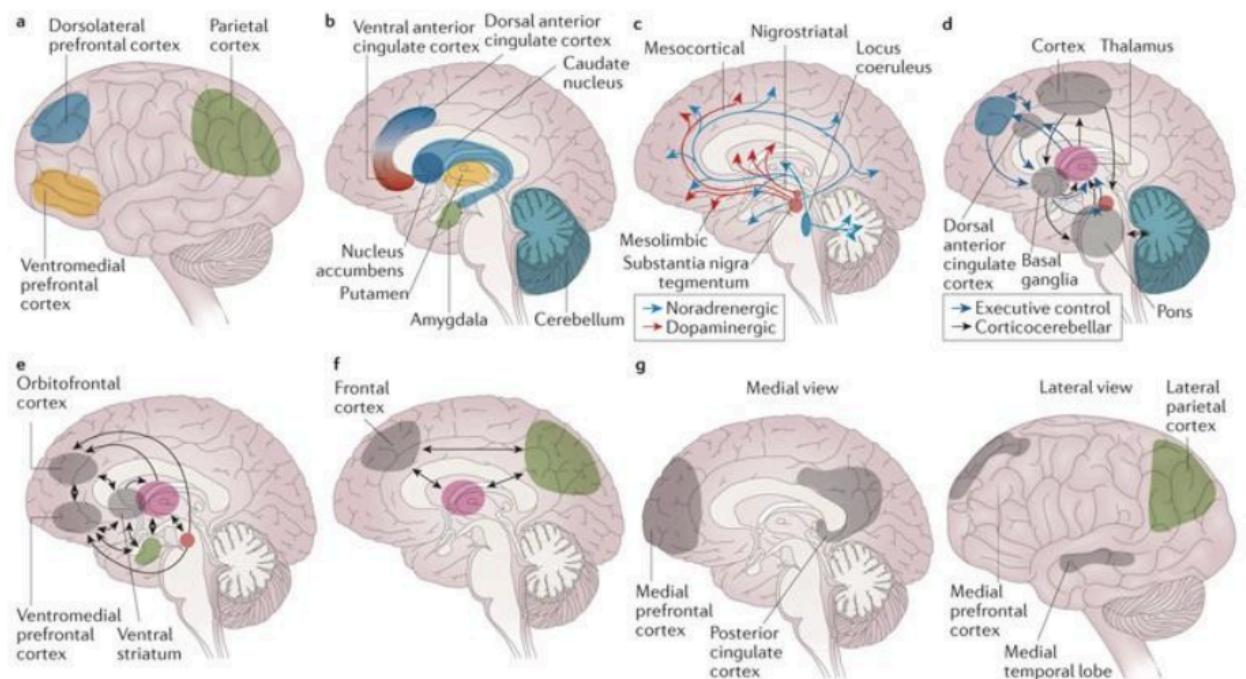 a
Dorsolateral
prefrontal cortex
Parietal
cortex
Ventromedial
prefrontal
cortex
b
Ventral anterior
cingulate cortex
Dorsal anterior
cingulate cortex
Caudate
nucleus
Nucleus
accumbens
Putamen
Amygdala
Cerebellum
c
Mesocortical
Nigrostriatal
Locus
coeruleus
Mesolimbic
Substantia nigra
tegmentum
Noradrenergic
Dopaminergic
d
Cortex
Thalamus
Dorsal
anterior
cingulate
cortex
Basal
ganglia
Pons
Executive control
Corticocerebellar
e
Orbitofrontal
cortex
Ventromedial
prefrontal
cortex
Ventral
striatum
f
Frontal
cortex
g
Medial view
Medial
prefrontal
cortex
Posterior
cingulate
cortex
Lateral view
Lateral
parietal
cortex
Medial
prefrontal
cortex
Medial
temporal lobe